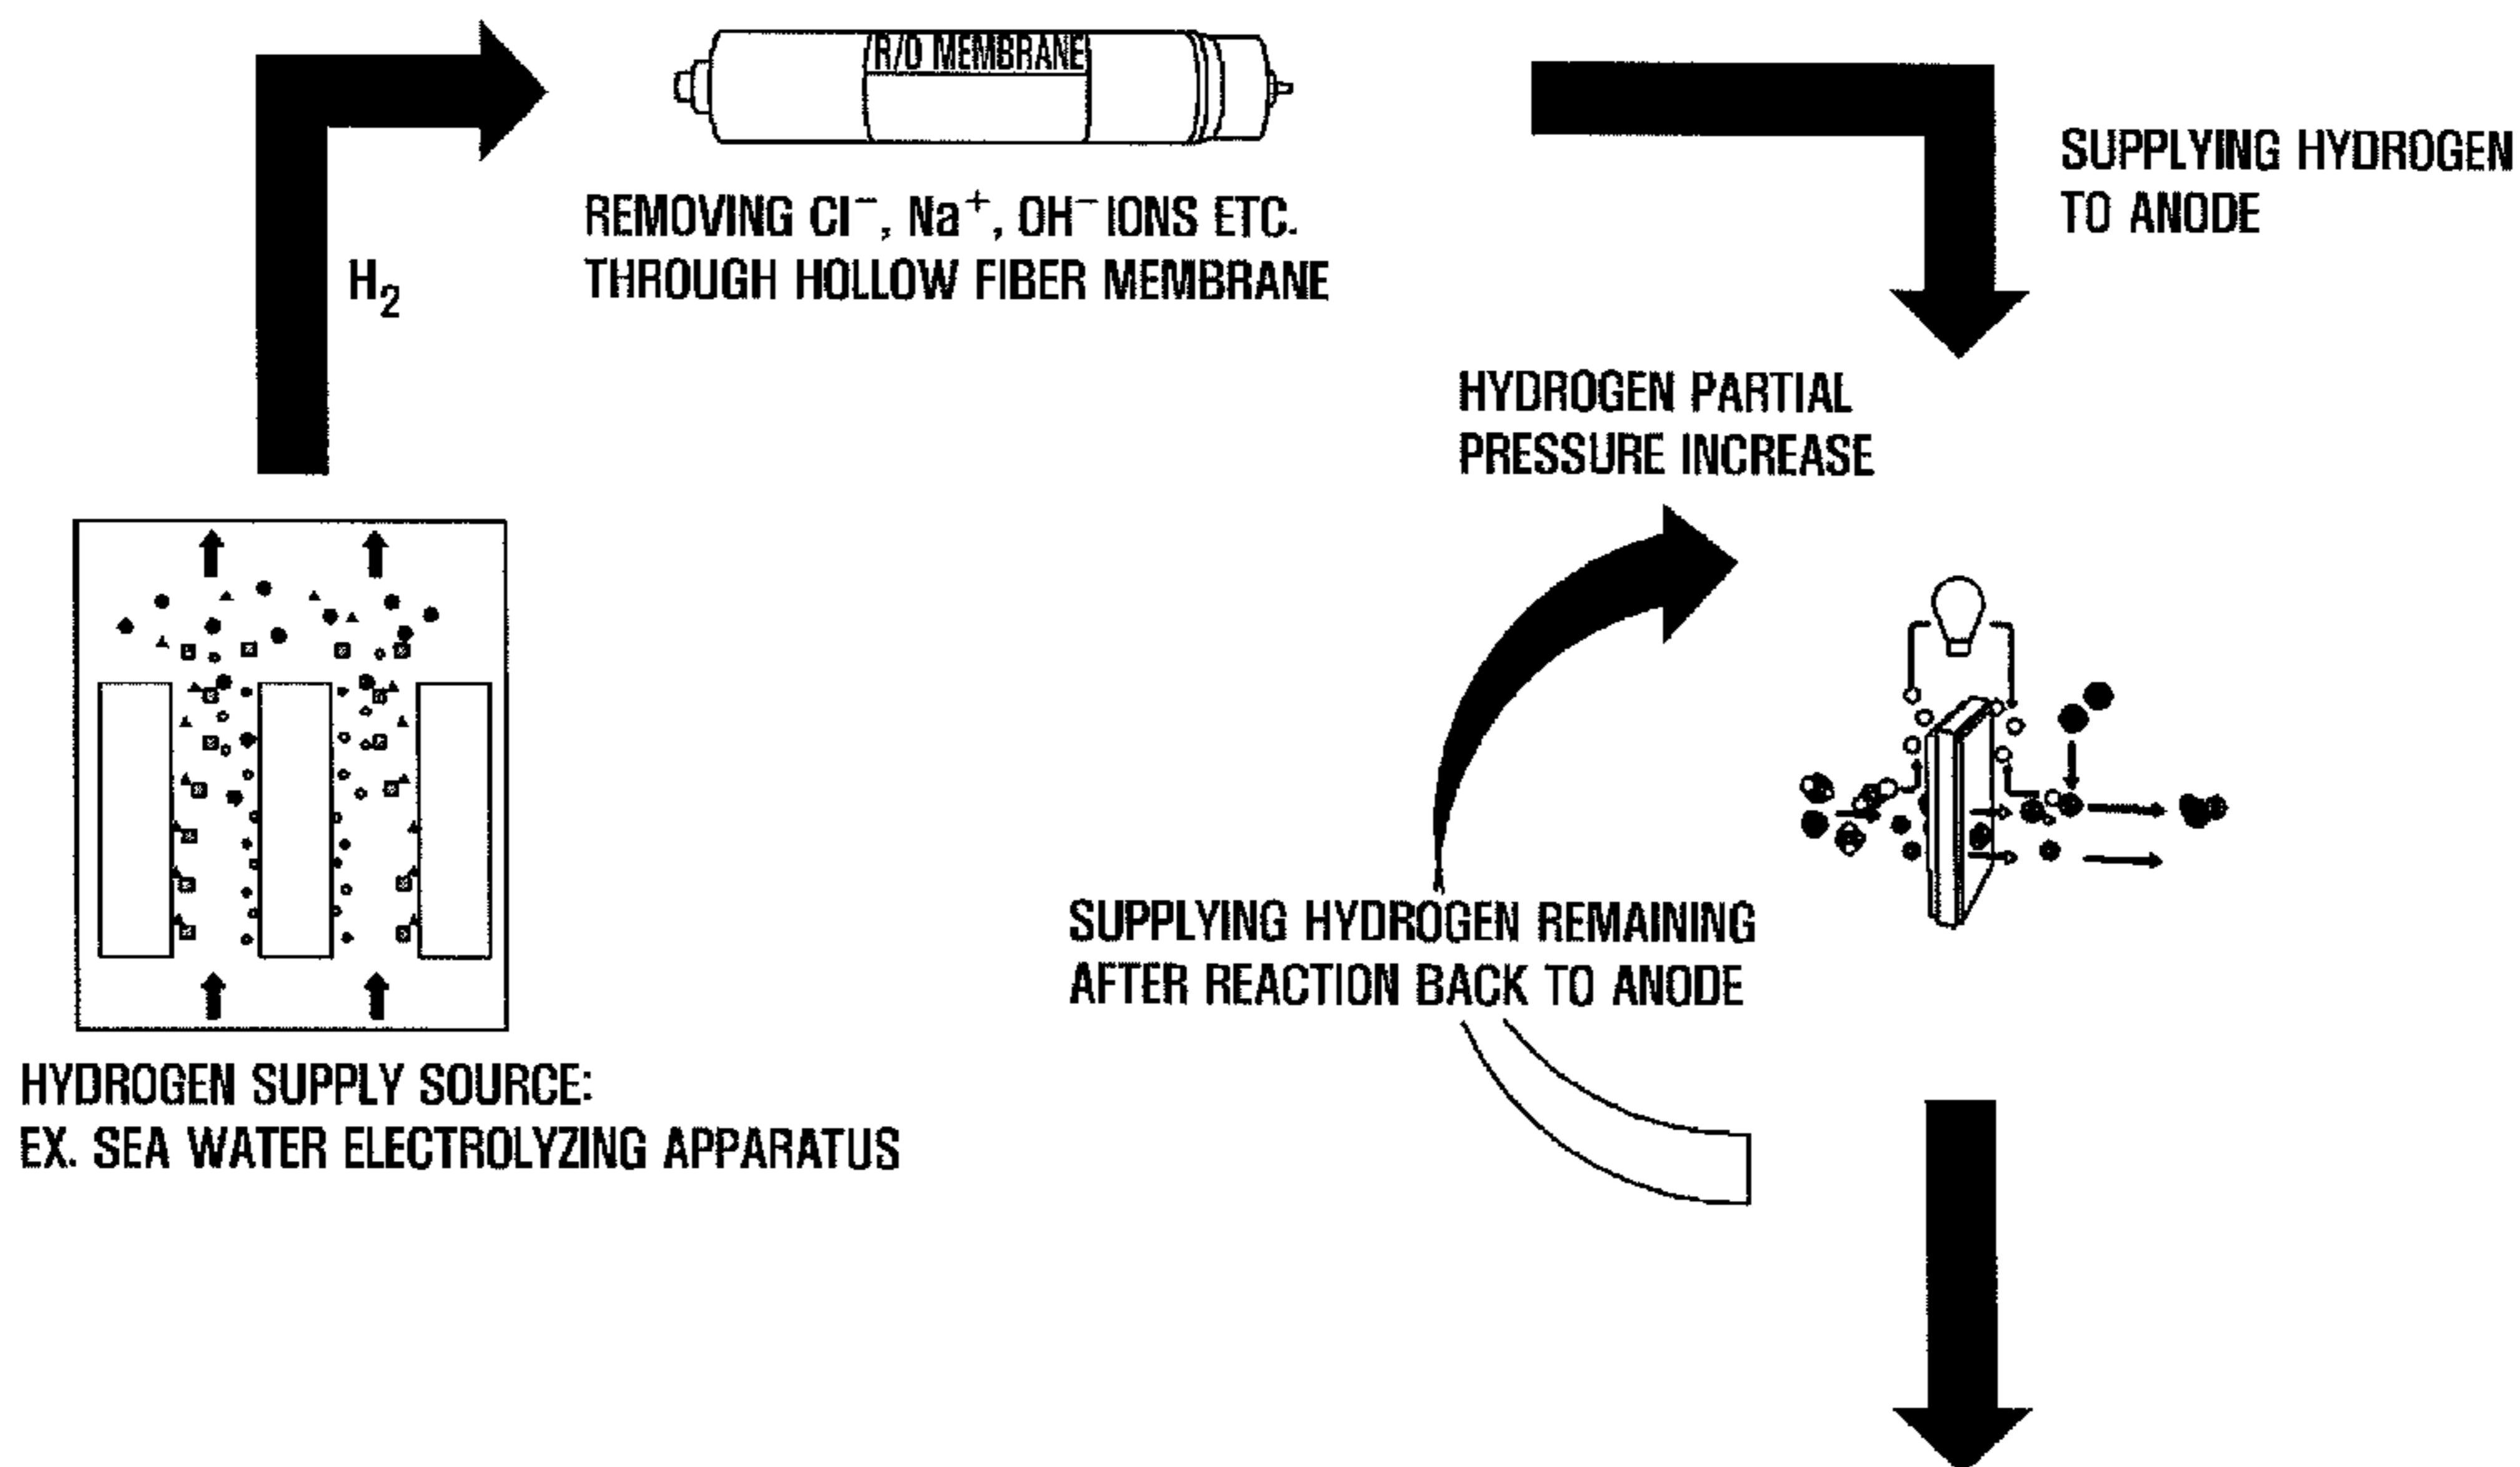 R/D MEMBRANE
REMOVING Cl⁻, Na⁺, OH⁻ IONS ETC.
THROUGH HOLLOW FIBER MEMBRANE
H₂
SUPPLYING HYDROGEN
TO ANODE
HYDROGEN PARTIAL
PRESSURE INCREASE
SUPPLYING HYDROGEN REMAINING
AFTER REACTION BACK TO ANODE
HYDROGEN SUPPLY SOURCE:
EX. SEA WATER ELECTROLYZING APPARATUS